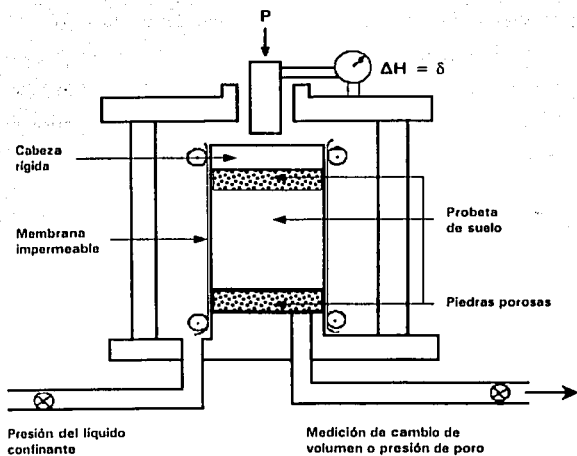 P
ΔH = δ
Cabeza
rígida
Membrana
impermeable
Probeta
de suelo
Piedras porosas
Presión del líquido
confinante
Medición de cambio de
volumen o presión de poro